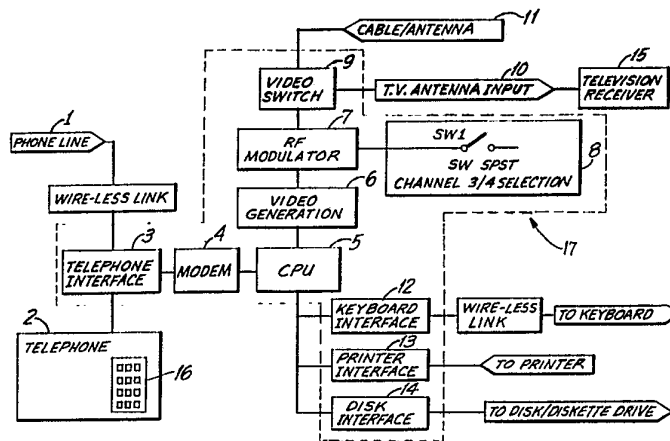 11
CABLE/ANTENNA
9
VIDEO
SWITCH
10
T.V. ANTENNA INPUT
15
TELEVISION
RECEIVER
1
PHONE LINE
7
RF
MODULATOR
SW1
SW SPST
CHANNEL 3/4 SELECTION
8
WIRE-LESS LINK
6
VIDEO
GENERATION
17
3
TELEPHONE
INTERFACE
4
MODEM
5
CPU
2
TELEPHONE
16
12
KEYBOARD
INTERFACE
WIRE-LESS
LINK
TO KEYBOARD
13
PRINTER
INTERFACE
TO PRINTER
14
DISK
INTERFACE
TO DISK/DISKETTE DRIVE